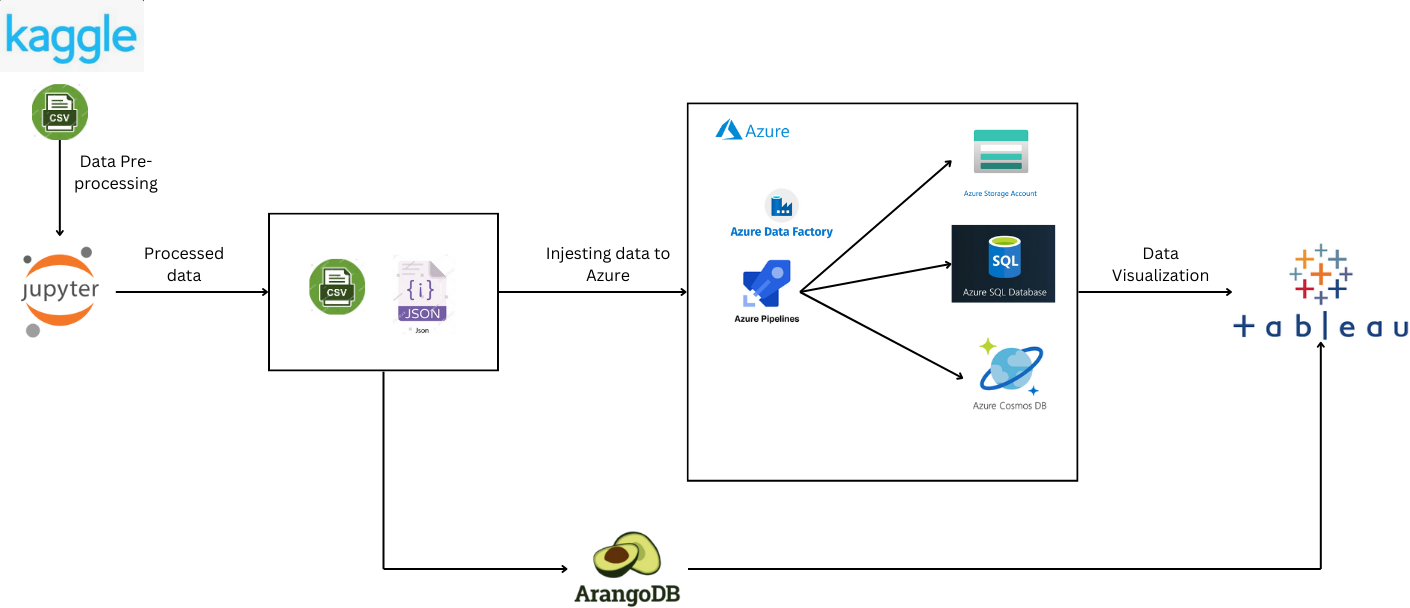 kaggle
CSV
Data Pre-
processing
jupyter
Processed
data
CSV
{i}
JSON
Json
Injesting data to
Azure
Azure
Azure Data Factory
Azure Pipelines
Azure Storage Account
SQL
Azure SQL Database
Azure Cosmos DB
Data
Visualization
+ableau
ArangoDB